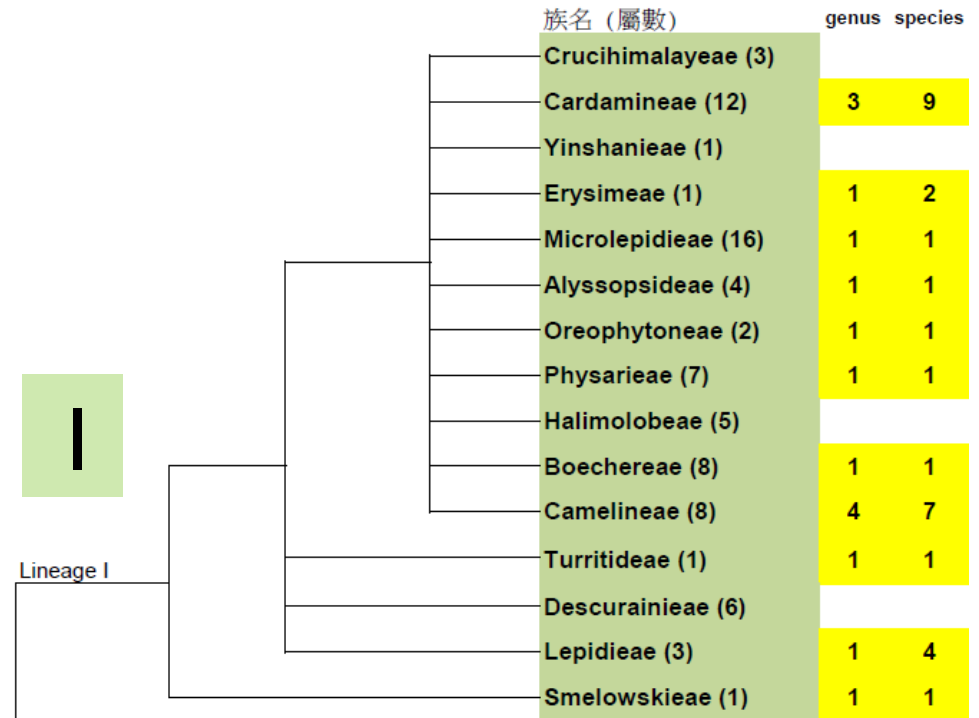 族名 (屬數) genus species
Crucihimalayeae (3)
Cardamineae (12) 3 9
Yinshanieae (1)
Erysimeae (1) 1 2
Microlepidieae (16) 1 1
Alyssopsideae (4) 1 1
Oreophytoneae (2) 1 1
Physarieae (7) 1 1
Halimolobeae (5)
I
Boechereae (8) 1 1
Camelineae (8) 4 7
Turritideae (1) 1 1
Lineage I
Descurainieae (6)
Lepidieae (3) 1 4
Smelowskieae (1) 1 1